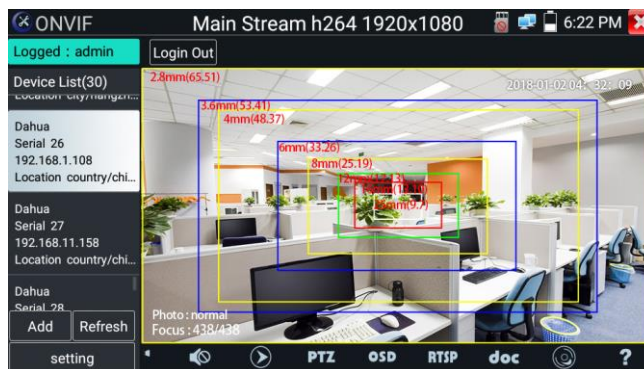 ONVIF
Main Stream h264 1920x1080
6:22 PM
Logged : admin
Login Out
Device List(30)
Dahua
Serial 26
192.168.1.108
Location country/chi...
Dahua
Serial 27
192.168.11.158
Location country/chi...
Dahua
Serial 28
Add
Refresh
setting
2.8mm(65.51)
2018-01-02 04: 32: 09
3.6mm(53.41)
4mm(48.37)
6mm(33.26)
8mm(25.19)
Photo : normal
Focus : 438/438
PTZ
OSD
RTSP
doc
?